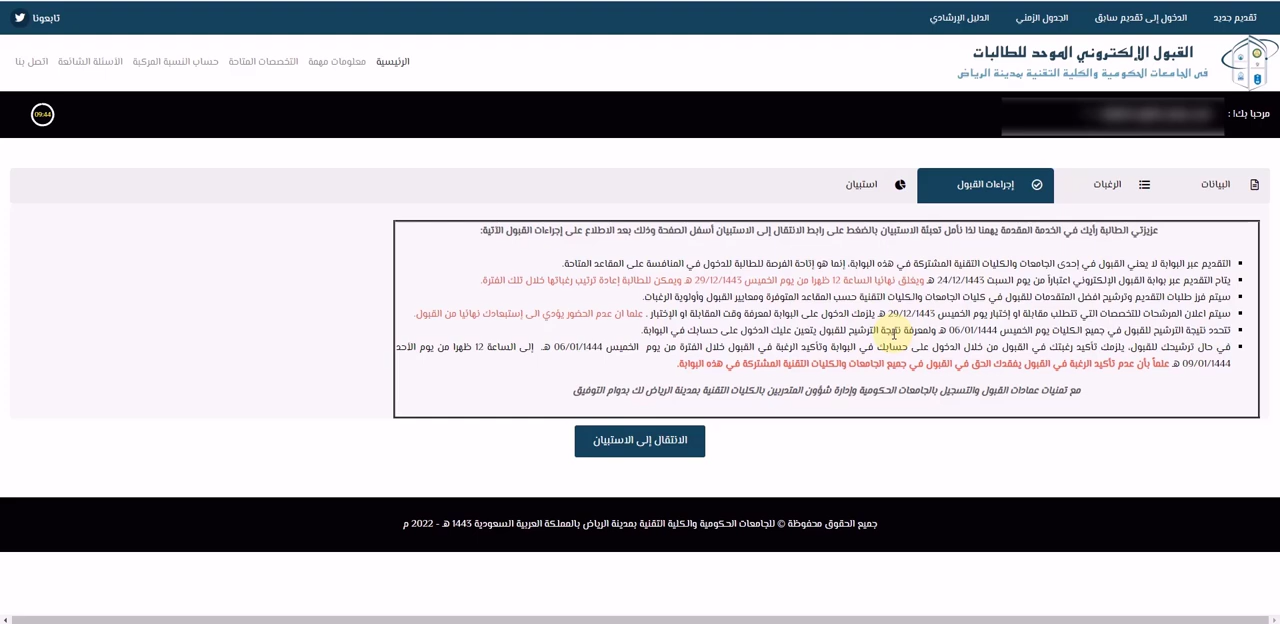 تقديم جديد
الدخول إلى تقديم سابق
الجدول الزمني
الدليل الإرشادي
تابعونا
القبول الإلكتروني الموحد للطالبات
في الجامعات الحكومية والكلية التقنية بمدينة الرياض
الرئيسية
معلومات مهمة
التخصصات المتاحة
حساب النسبة المركبة
الأسئلة الشائعة
اتصل بنا
مرحبا بك! :
09:44
البيانات
الرغبات
إجراءات القبول
استبيان
عزيزتي الطالبة رأيك في الخدمة المقدمة يهمنا لذا نأمل تعبئة الاستبيان بالضغط على رابط الانتقال إلى الاستبيان أسفل الصفحة وذلك بعد الاطلاع على إجراءات القبول الآتية:
التقديم عبر البوابة لا يعني القبول في إحدى الجامعات والكليات التقنية المشتركة في هذه البوابة، إنما هو إتاحة الفرصة للطالبة للدخول في المنافسة على المقاعد المتاحة.
يتاح التقديم عبر بوابة القبول الإلكتروني اعتباراً من يوم السبت 24/12/1443 هـ ويغلق نهائيا الساعة 12 ظهرا من يوم الخميس 29/12/1443 هـ ويمكن للطالبة إعادة ترتيب رغباتها خلال تلك الفترة.
سيتم فرز طلبات التقديم وترشيح افضل المتقدمات للقبول في كليات الجامعات والكليات التقنية حسب المقاعد المتوفرة ومعايير القبول وأولوية الرغبات.
سيتم اعلان المرشحات للتخصصات التي تتطلب مقابلة او إختبار يوم الخميس 29/12/1443 هـ يلزمك الدخول على البوابة لمعرفة وقت المقابلة او الإختبار . علما ان عدم الحضور يؤدي الى إستبعادك نهائيا من القبول.
تتحدد نتيجة الترشيح للقبول في جميع الكليات يوم الخميس 06/01/1444 هـ ولمعرفة نتيجة الترشيح للقبول يتعين عليك الدخول على حسابك في البوابة.
في حال ترشيحك للقبول، يلزمك تأكيد رغبتك في القبول من خلال الدخول على حسابك في البوابة وتأكيد الرغبة في القبول خلال الفترة من يوم الخميس 06/01/1444 هـ إلى الساعة 12 ظهرا من يوم الأحد
09/01/1444 هـ علماً بأن عدم تأكيد الرغبة في القبول يفقدك الحق في القبول في جميع الجامعات والكليات التقنية المشتركة في هذه البوابة.
مع تمنيات عمادات القبول والتسجيل بالجامعات الحكومية وإدارة شؤون المتدربين بالكليات التقنية بمدينة الرياض لك بدوام التوفيق
الانتقال إلى الاستبيان
جميع الحقوق محفوظة © للجامعات الحكومية والكلية التقنية بمدينة الرياض بالمملكة العربية السعودية 1443 هـ - 2022 م